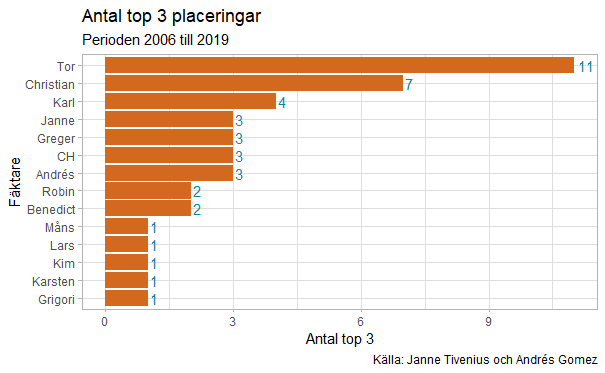 Antal top 3 placeringar
Perioden 2006 till 2019
Fäktare
Tor 11
Christian 7
Karl 4
Janne 3
Greger 3
CH 3
Andrés 3
Robin 2
Benedict 2
Måns 1
Lars 1
Kim 1
Karsten 1
Grigori 1
0 3 6 9
Antal top 3
Källa: Janne Tivenius och Andrés Gomez